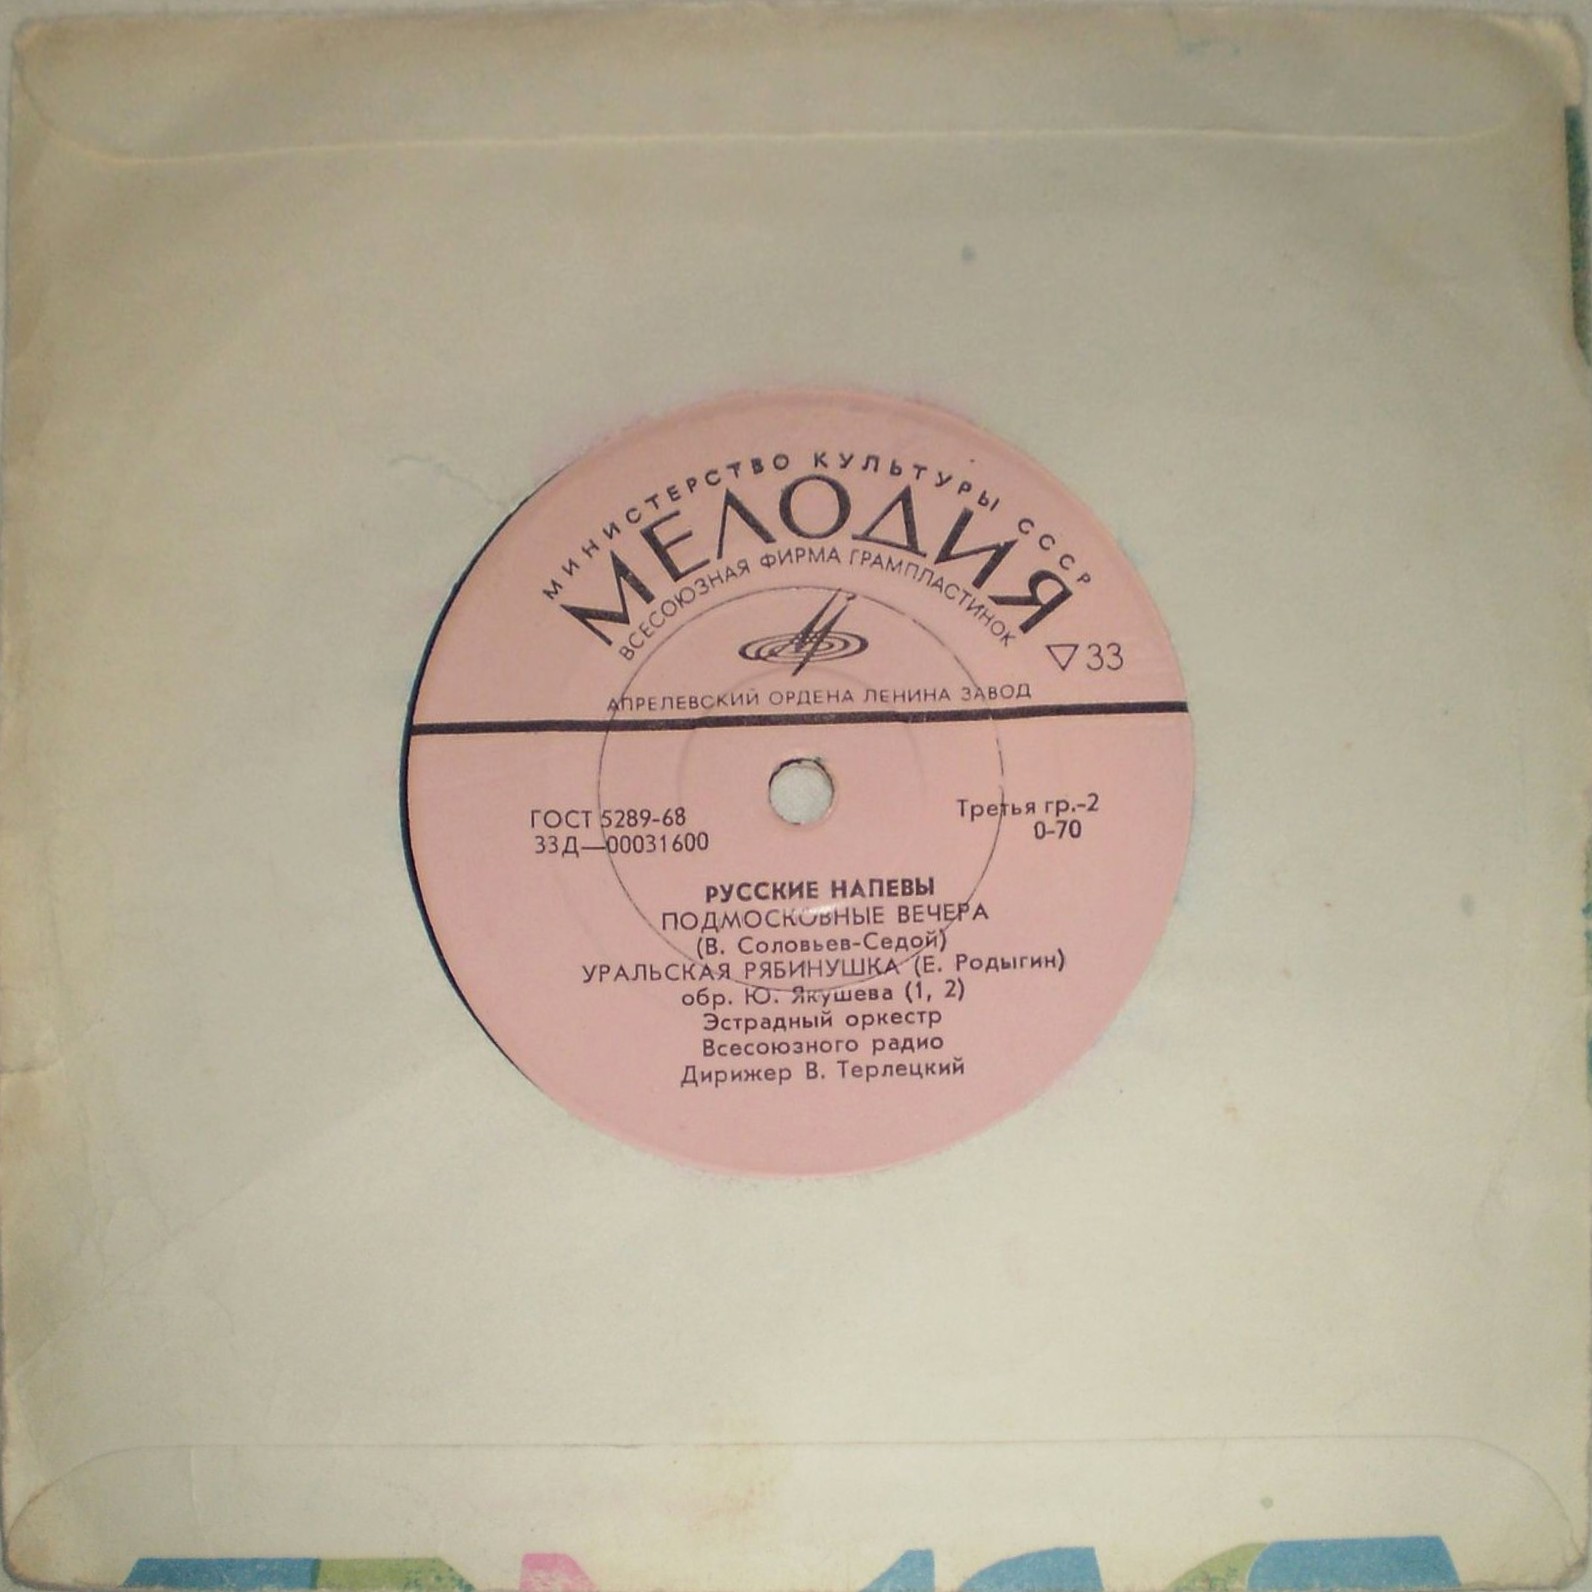 МИНИСТЕРСТВО КУЛЬТУРЫ СССР
МЕЛОДИЯ
ВСЕСОЮЗНАЯ ФИРМА ГРАМПЛАСТИНОК
33
АПРЕЛЕВСКИЙ ОРДЕНА ЛЕНИНА ЗАВОД
ГОСТ 5289-68
33Д—00031600
Третья гр.-2
0-70
РУССКИЕ НАПЕВЫ
ПОДМОСКОВНЫЕ ВЕЧЕРА
(В. Соловьев-Седой)
УРАЛЬСКАЯ РЯБИНУШКА (Е. Родыгин)
обр. Ю. Якушева (1, 2)
Эстрадный оркестр
Всесоюзного радио
Дирижер В. Терлецкий